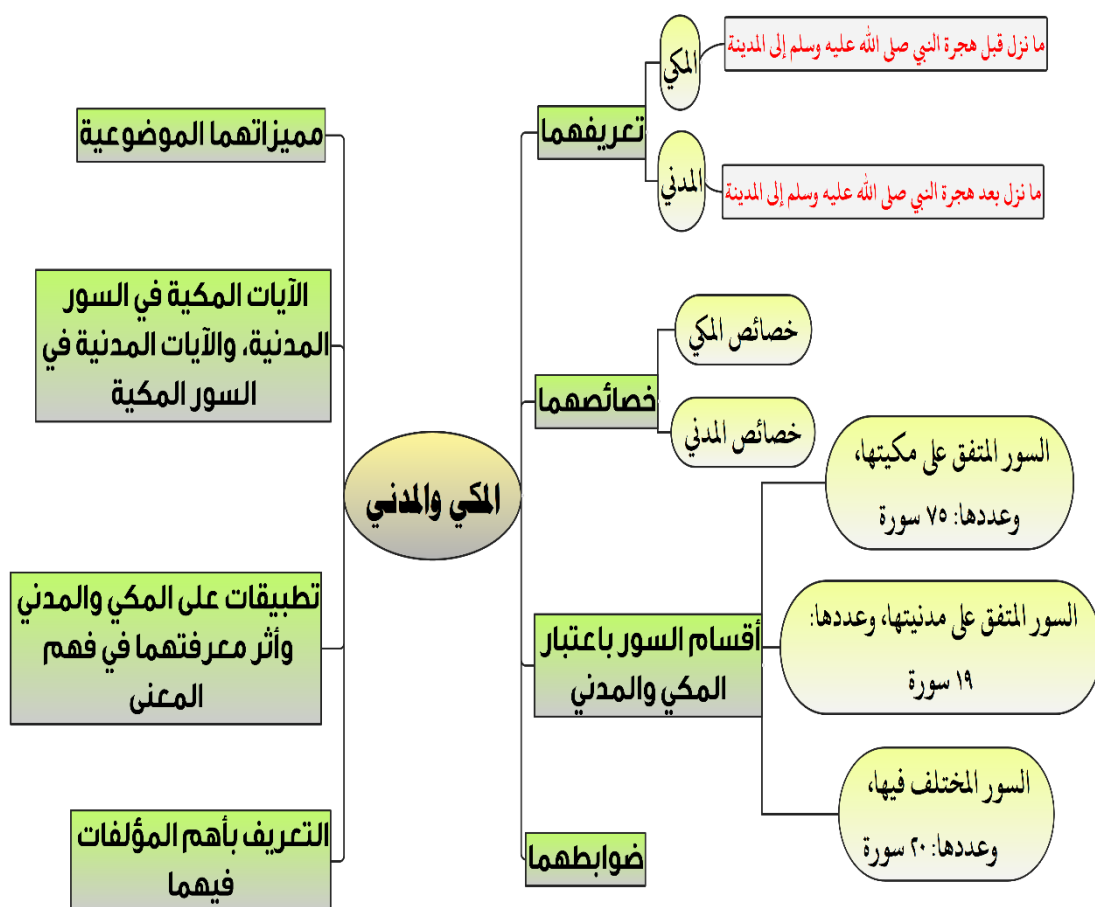 المكي والمدني
تعريفهما
المكي
ما نزل قبل هجرة النبي صلى الله عليه وسلم إلى المدينة
المدني
ما نزل بعد هجرة النبي صلى الله عليه وسلم إلى المدينة
خصائصهما
خصائص المكي
خصائص المدني
أقسام السور باعتبار
المكي والمدني
السور المتفق على مكيتها،
وعددها: ٧٥ سورة
السور المتفق على مدنيتها، وعددها:
١٩ سورة
السور المختلف فيها،
وعددها: ٢٠ سورة
ضوابطهما
مميزاتهما الموضوعية
الآيات المكية في السور
المدنية، والآيات المدنية في
السور المكية
تطبيقات على المكي والمدني
وأثر معرفتهما في فهم
المعنى
التعريف بأهم المؤلفات
فيهما